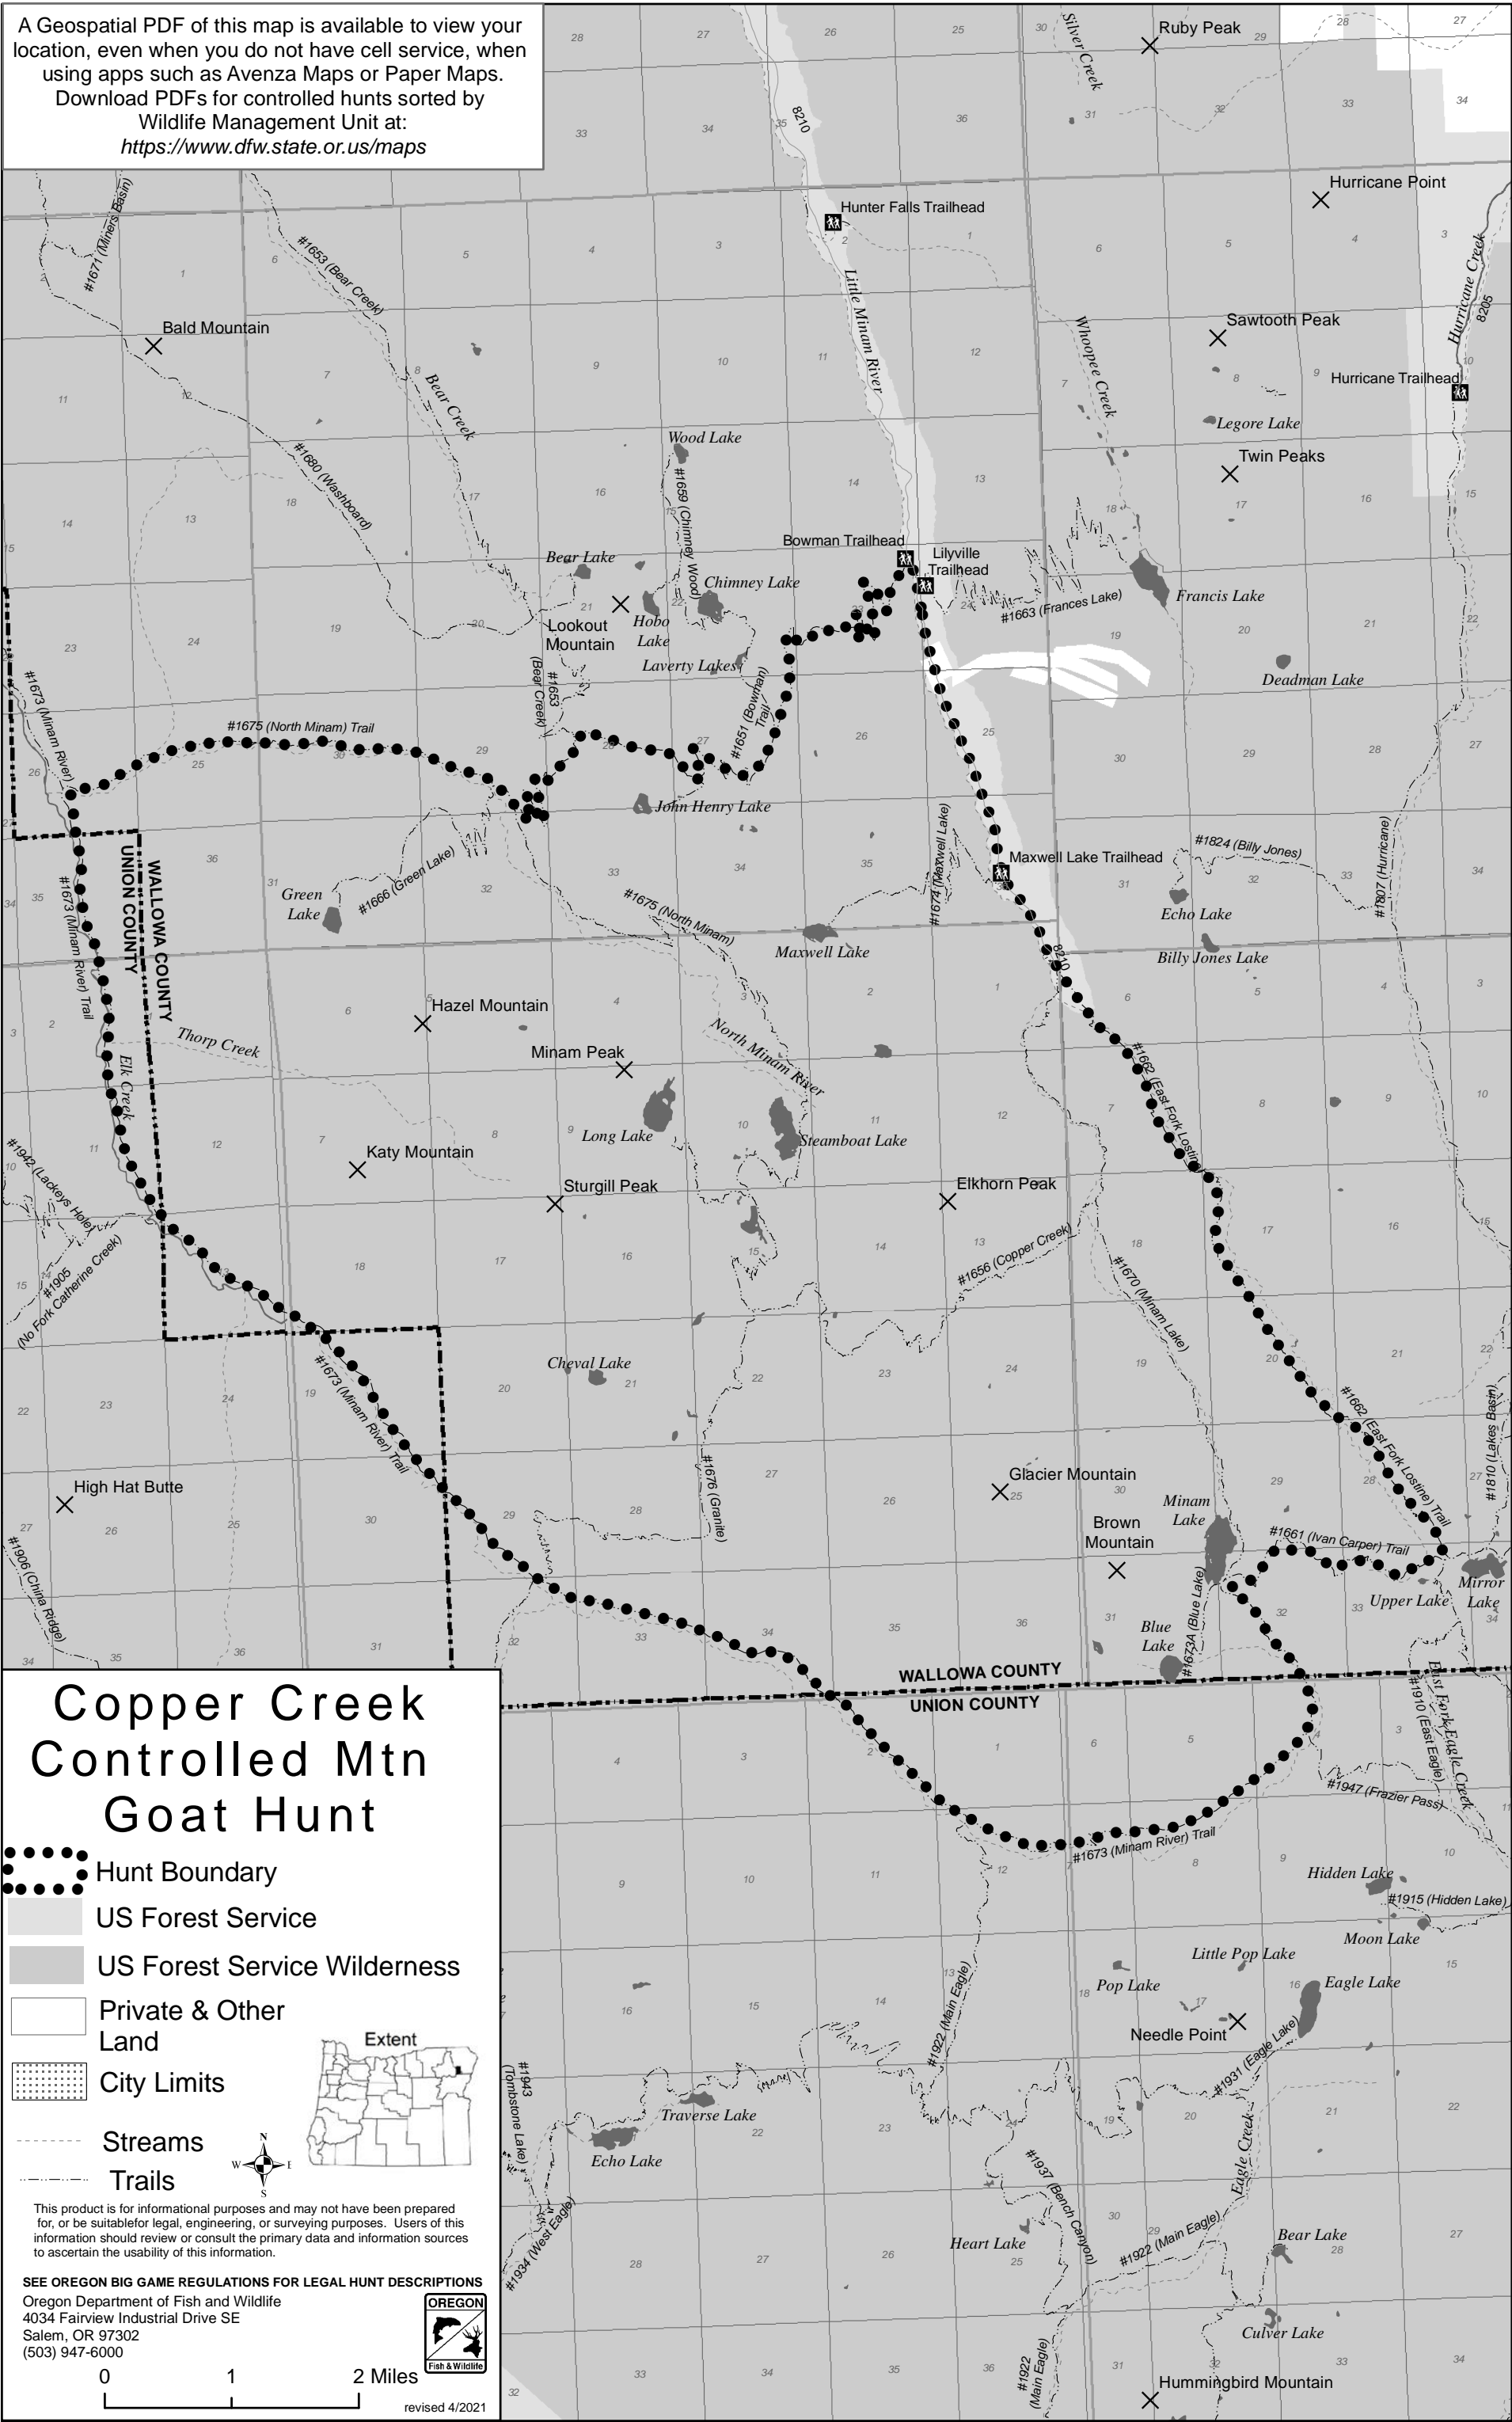 A Geospatial PDF of this map is available to view your
location, even when you do not have cell service, when
using apps such as Avenza Maps or Paper Maps.
Download PDFs for controlled hunts sorted by
Wildlife Management Unit at:
https://www.dfw.state.or.us/maps
Silver Creek
Ruby Peak
8210
Hurricane Point
Hunter Falls Trailhead
#1671 (Miners Basin)
#1653 (Bear Creek)
Little Minam River
Hurricane Creek
8205
Bald Mountain
Sawtooth Peak
Whoopee Creek
Bear Creek
Hurricane Trailhead
Legore Lake
Wood Lake
#1680 (Washboard)
#1659 (Chimney Wood)
Twin Peaks
Bowman Trailhead
Lilyville
Trailhead
Bear Lake
Chimney Lake
#1663 (Frances Lake)
Francis Lake
Lookout
Mountain
Hobo
Lake
Laverty Lakes
Deadman Lake
#1673 (Minam River)
#1653
(Bear Creek)
#1651 (Bowman)
Trail
#1675 (North Minam) Trail
John Henry Lake
UNION COUNTY
WALLOWA COUNTY
#1666 (Green Lake)
Green
Lake
#1674 (Maxwell Lake)
Maxwell Lake Trailhead
#1824 (Billy Jones)
#1807 (Hurricane)
Echo Lake
#1673 (Minam River) Trail
#1675 (North Minam)
Maxwell Lake
8210
Billy Jones Lake
Hazel Mountain
Thorp Creek
Elk Creek
Minam Peak
North Minam River
#1662 (East Fork Lostine)
Long Lake
Steamboat Lake
#1942 (Lackeys Hole)
Katy Mountain
Sturgill Peak
Elkhorn Peak
#1905
(No Fork Catherine Creek)
#1656 (Copper Creek)
#1670 (Minam Lake)
Cheval Lake
#1673 (Minam River) Trail
#1662 (East Fork Lostine) Trail
#1810 (Lakes Basin)
#1676 (Granite)
High Hat Butte
Glacier Mountain
Minam
Lake
Brown
Mountain
#1661 (Ivan Carper) Trail
#1906 (China Ridge)
Mirror
Lake
Upper Lake
Blue
Lake
#1673A (Blue Lake)
WALLOWA COUNTY
UNION COUNTY
East Fork Eagle Creek
#1910 (East Eagle)
#1947 (Frazier Pass)
#1673 (Minam River) Trail
Hidden Lake
#1915 (Hidden Lake)
Moon Lake
Little Pop Lake
Pop Lake
Eagle Lake
Needle Point
#1922 (Main Eagle)
#1931 (Eagle Lake)
#1943
(Tombstone Lake)
Traverse Lake
Echo Lake
#1934 (West Eagle)
Eagle Creek
#1937 (Bench Canyon)
Heart Lake
#1922 (Main Eagle)
Bear Lake
Culver Lake
#1922
(Main Eagle)
Hummingbird Mountain
Copper Creek
Controlled Mtn
Goat Hunt
Hunt Boundary
US Forest Service
US Forest Service Wilderness
Private & Other
Land
City Limits
Streams
Trails
Extent
N
W
S
This product is for informational purposes and may not have been prepared
for, or be suitablefor legal, engineering, or surveying purposes. Users of this
information should review or consult the primary data and information sources
to ascertain the usability of this information.
SEE OREGON BIG GAME REGULATIONS FOR LEGAL HUNT DESCRIPTIONS
Oregon Department of Fish and Wildlife
4034 Fairview Industrial Drive SE
Salem, OR 97302
(503) 947-6000
OREGON
Fish & Wildlife
0 1 2 Miles
revised 4/2021